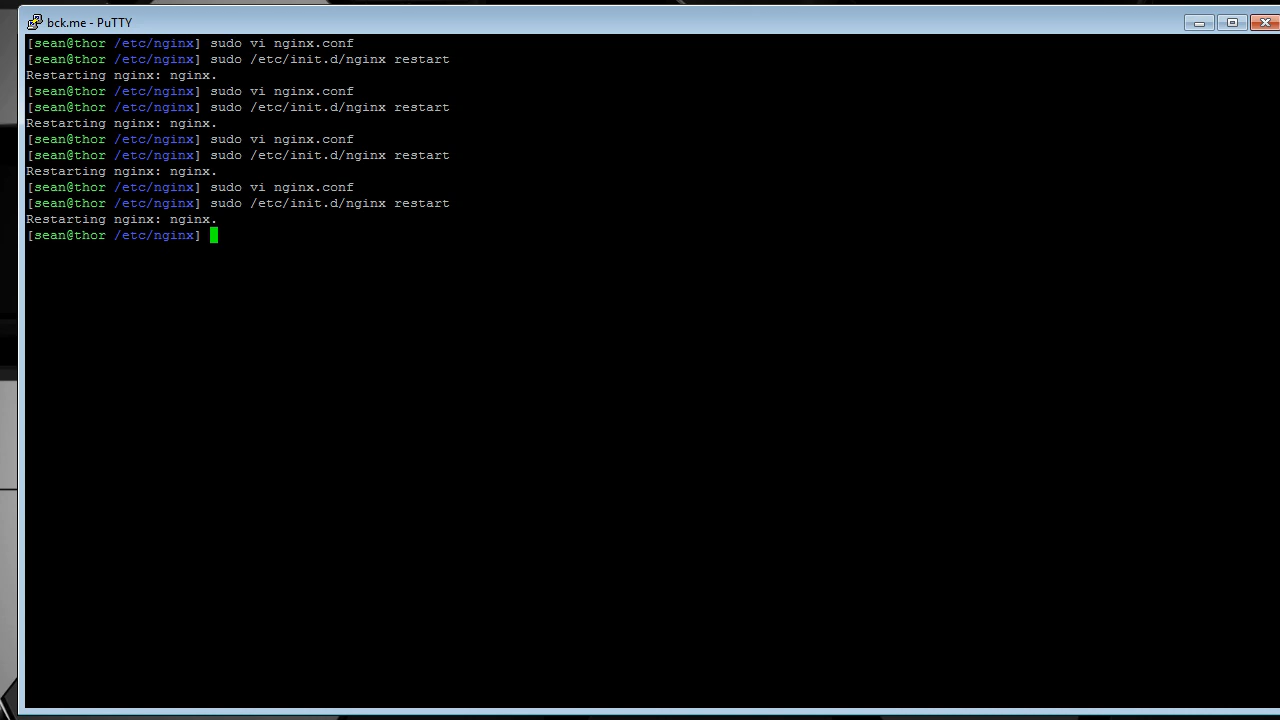 bck.me - PuTTY
[sean@thor /etc/nginx] sudo vi nginx.conf
[sean@thor /etc/nginx] sudo /etc/init.d/nginx restart
Restarting nginx: nginx.
[sean@thor /etc/nginx] sudo vi nginx.conf
[sean@thor /etc/nginx] sudo /etc/init.d/nginx restart
Restarting nginx: nginx.
[sean@thor /etc/nginx] sudo vi nginx.conf
[sean@thor /etc/nginx] sudo /etc/init.d/nginx restart
Restarting nginx: nginx.
[sean@thor /etc/nginx] sudo vi nginx.conf
[sean@thor /etc/nginx] sudo /etc/init.d/nginx restart
Restarting nginx: nginx.
[sean@thor /etc/nginx]